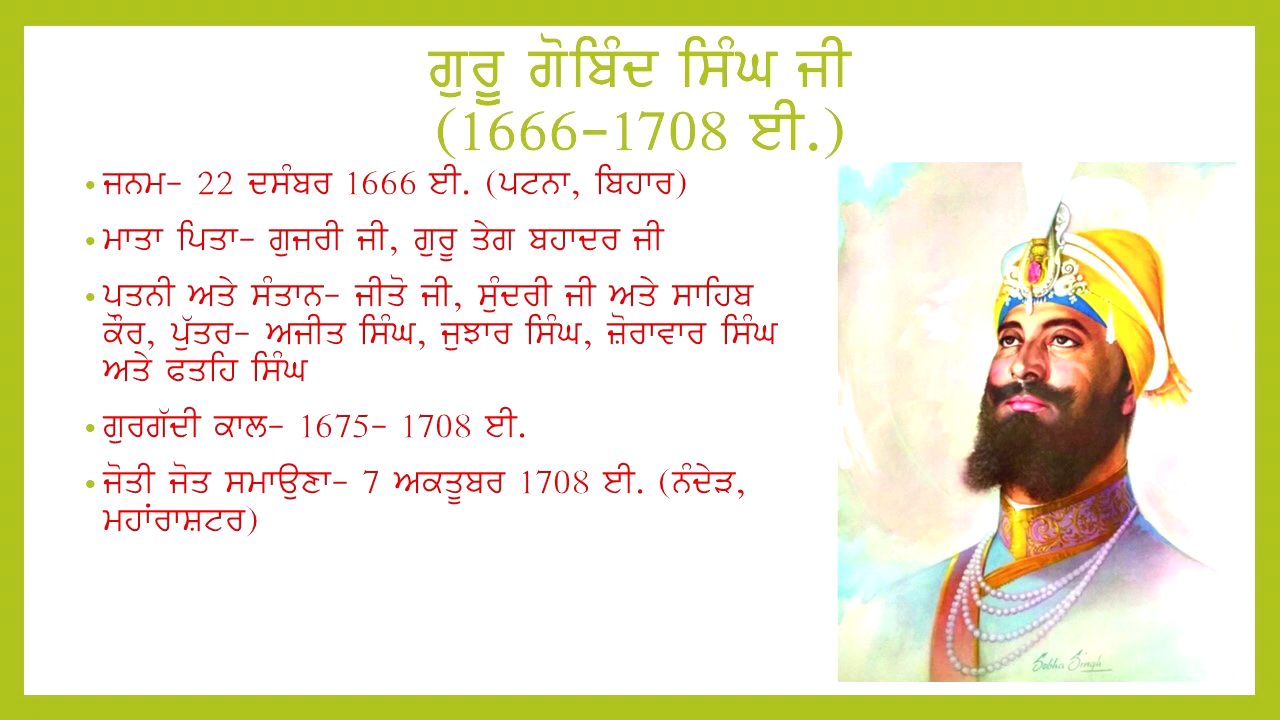 ਗੁਰੂ ਗੋਬਿੰਦ ਸਿੰਘ ਜੀ
(1666-1708 ਈ.)
• ਜਨਮ- 22 ਦਸੰਬਰ 1666 ਈ. (ਪਟਨਾ, ਬਿਹਾਰ)
• ਮਾਤਾ ਪਿਤਾ- ਗੁਜਰੀ ਜੀ, ਗੁਰੂ ਤੇਗ ਬਹਾਦਰ ਜੀ
• ਪਤਨੀ ਅਤੇ ਸੰਤਾਨ- ਜੀਤੋ ਜੀ, ਸੁੰਦਰੀ ਜੀ ਅਤੇ ਸਾਹਿਬ
ਕੌਰ, ਪੁੱਤਰ- ਅਜੀਤ ਸਿੰਘ, ਜੁਝਾਰ ਸਿੰਘ, ਜ਼ੋਰਾਵਾਰ ਸਿੰਘ
ਅਤੇ ਫਤਹਿ ਸਿੰਘ
• ਗੁਰਗੱਦੀ ਕਾਲ- 1675- 1708 ਈ.
• ਜੋਤੀ ਜੋਤ ਸਮਾਉਣਾ- 7 ਅਕਤੂਬਰ 1708 ਈ. (ਨੰਦੇੜ,
ਮਹਾਂਰਾਸ਼ਟਰ)
Sobha Singh